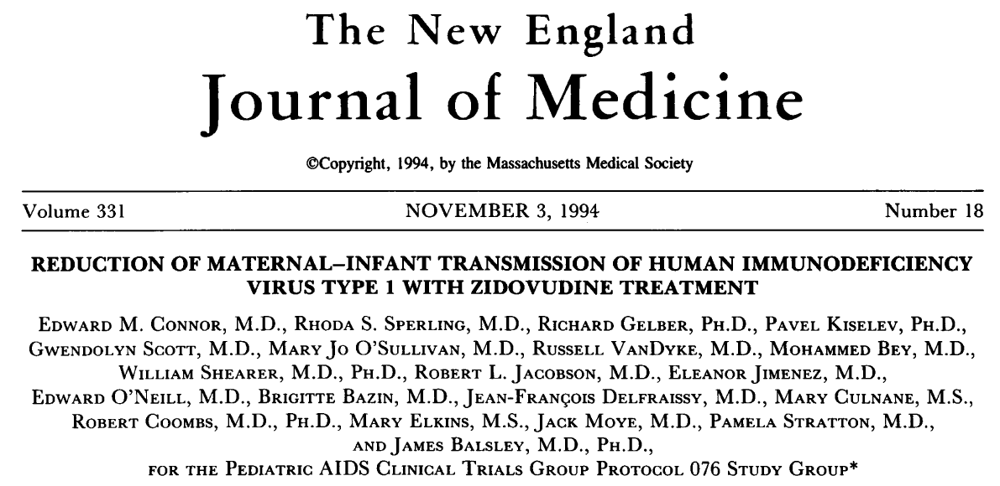 The New England
Journal of Medicine
©Copyright, 1994, by the Massachusetts Medical Society
Volume 331 NOVEMBER 3, 1994 Number 18
REDUCTION OF MATERNAL–INFANT TRANSMISSION OF HUMAN IMMUNODEFICIENCY
VIRUS TYPE 1 WITH ZIDOVUDINE TREATMENT
Edward M. Connor, M.D., Rhoda S. Sperling, M.D., Richard Gelber, Ph.D., Pavel Kiselev, Ph.D.,
Gwendolyn Scott, M.D., Mary Jo O'Sullivan, M.D., Russell VanDyke, M.D., Mohammed Bey, M.D.,
William Shearer, M.D., Ph.D., Robert L. Jacobson, M.D., Eleanor Jimenez, M.D.,
Edward O'Neill, M.D., Brigitte Bazin, M.D., Jean-François Delfraissy, M.D., Mary Culnane, M.S.,
Robert Coombs, M.D., Ph.D., Mary Elkins, M.S., Jack Moye, M.D., Pamela Stratton, M.D.,
and James Balsley, M.D., Ph.D.,
for the Pediatric AIDS Clinical Trials Group Protocol 076 Study Group*